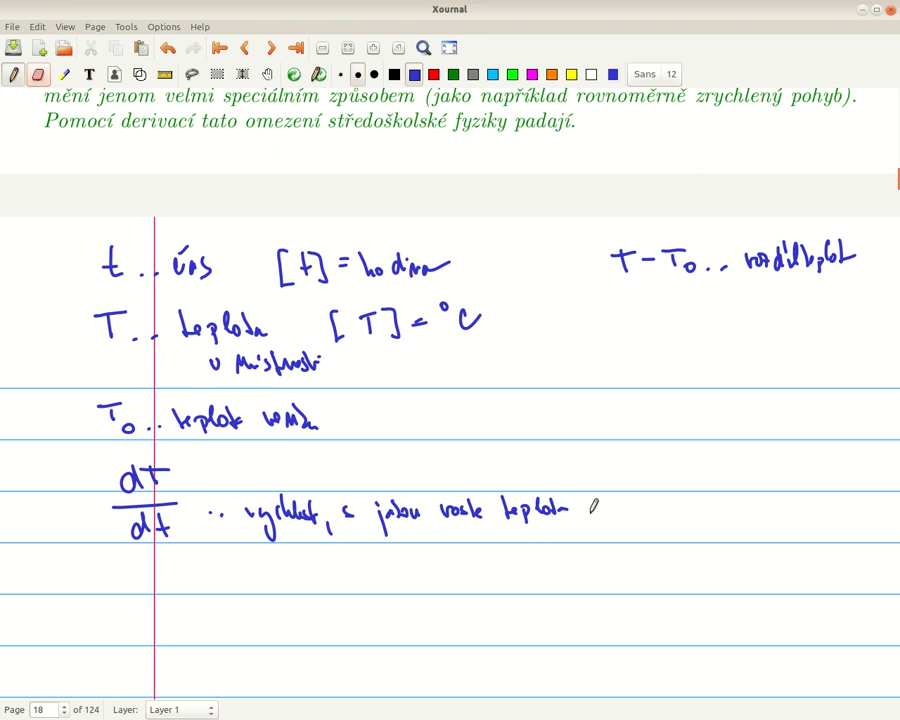 Xournal
File Edit View Page Tools Options Help
Sans 12
mění jenom velmi speciálním způsobem (jako například rovnoměrně zrychlený pohyb).
Pomocí derivací tato omezení středoškolské fyziky padají.
t .. čas [t] = hodina T - T₀ .. rozdíl teplot
T .. teplota [T] = °C
v místnosti
T₀ .. teplota venku
dT
dt .. rychlost, s jakou roste teplota
Page 18 of 124 Layer: Layer 1